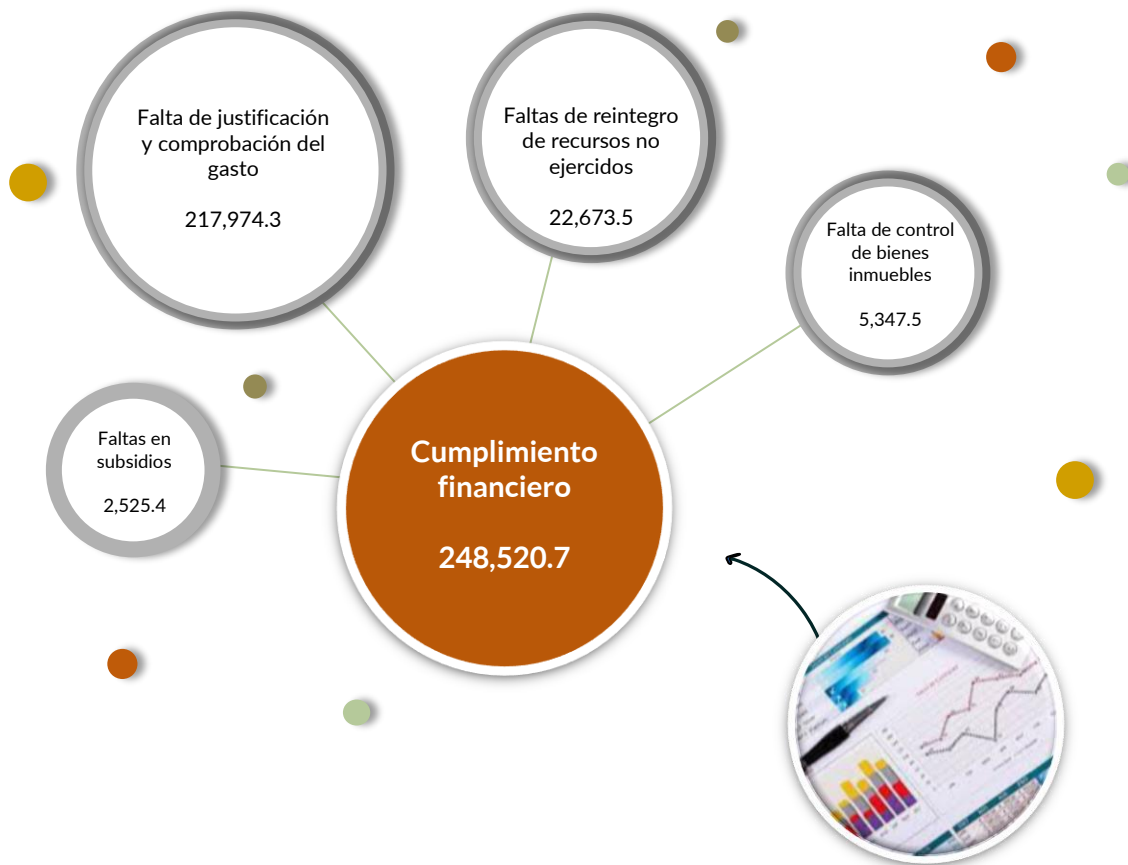 Falta de justificación
y comprobación del
gasto
217,974.3
Faltas de reintegro
de recursos no
ejercidos
22,673.5
Falta de control
de bienes
inmuebles
5,347.5
Faltas en
subsidios
2,525.4
Cumplimiento
financiero
248,520.7